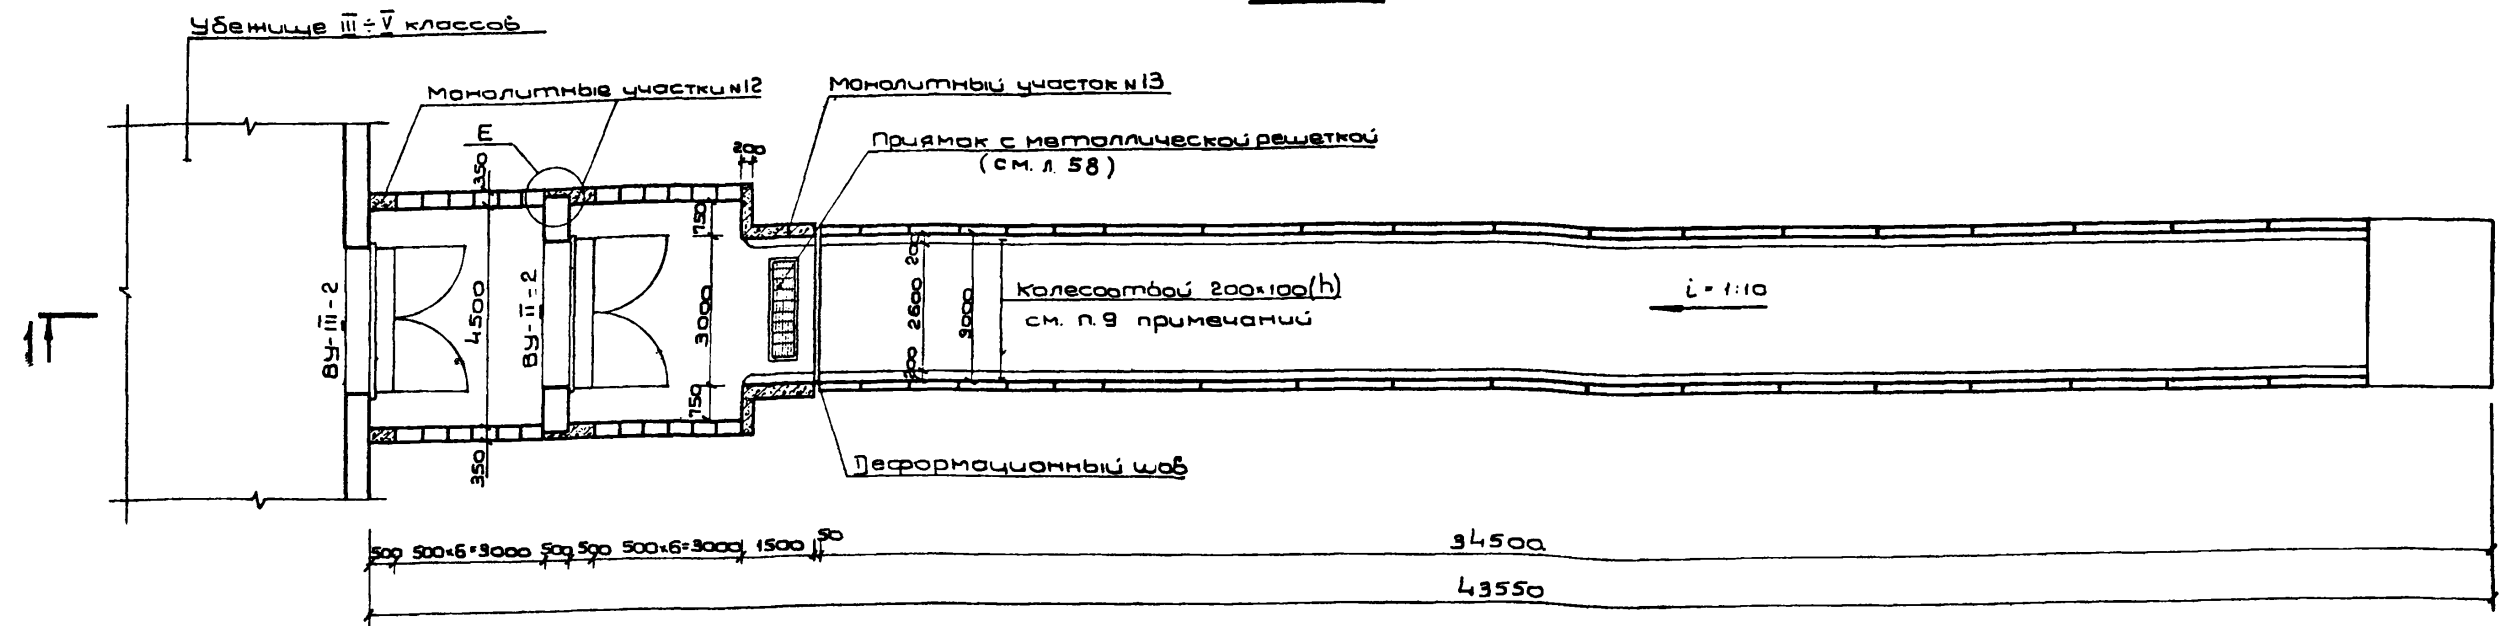 Убежище III÷V классов
Монолитные участки N12
Монолитный участок N13
Е
Приямок с металлической решеткой
(см. л. 58)
200
350
750
ВУ-III-2
4500
ВУ-II-2
3000
200
2600
200
3000
Колесоотбой 200×100(h)
см. п. 9 примечаний
i = 1:10
1
750
350
Деформационный шов
500 500×6=3000 500 500 500×6=3000 1500 50
34500
43550